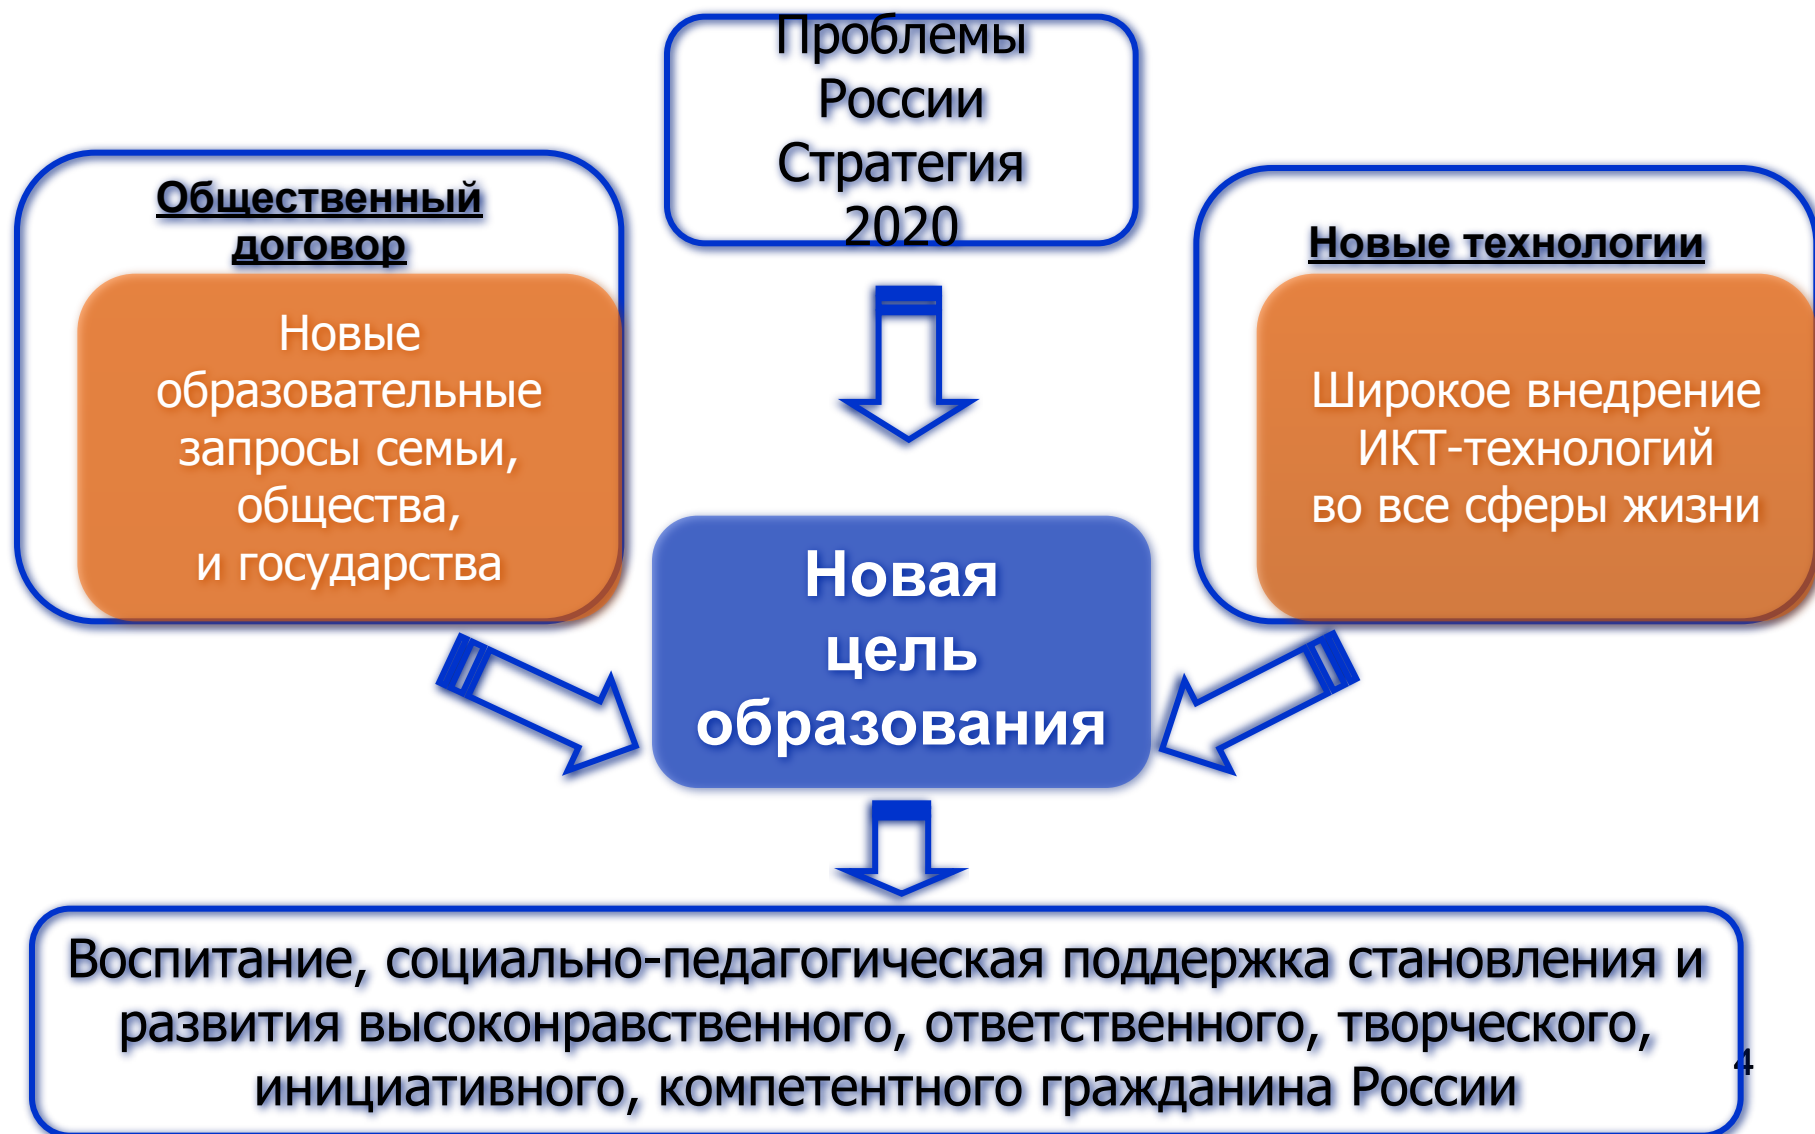 Проблемы
России
Стратегия
2020
Общественный
договор
Новые
образовательные
запросы семьи,
общества,
и государства
Новые технологии
Широкое внедрение
ИКТ-технологий
во все сферы жизни
Новая
цель
образования
Воспитание, социально-педагогическая поддержка становления и
развития высоконравственного, ответственного, творческого,
инициативного, компетентного гражданина России
4